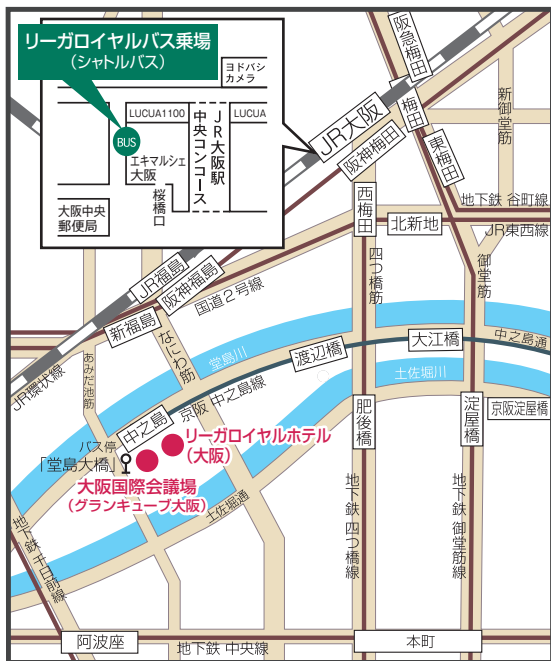 リーガロイヤルバス乗場
(シャトルバス)
ヨドバシ
カメラ
LUCUA1100
LUCUA
BUS
エキマルシェ
大阪
JR大阪駅
中央コンコース
桜橋口
大阪中央
郵便局
阪急梅田
JR大阪
梅田
阪神梅田
東梅田
新御堂筋
地下鉄 谷町線
西梅田
北新地
JR東西線
四つ橋筋
御堂筋
JR福島
阪神福島
国道2号線
新福島
なにわ筋
JR環状線
あみだ池筋
堂島川
渡辺橋
大江橋
中之島通
土佐堀川
中之島
京阪 中之島線
肥後橋
淀屋橋
京阪淀屋橋
リーガロイヤルホテル
(大阪)
バス停
「堂島大橋」
大阪国際会議場
(グランキューブ大阪)
土佐堀通
地下鉄 千日前線
地下鉄 四つ橋線
地下鉄 御堂筋線
阿波座
地下鉄 中央線
本町